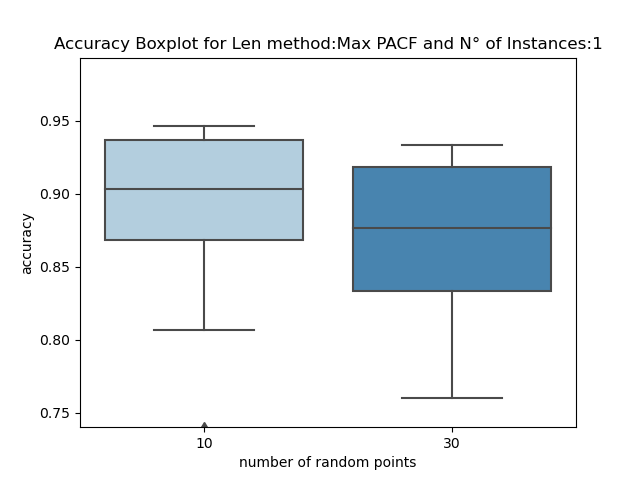 Accuracy Boxplot for Len method:Max PACF and N° of Instances:1
accuracy
0.95
0.90
0.85
0.80
0.75
10
30
number of random points